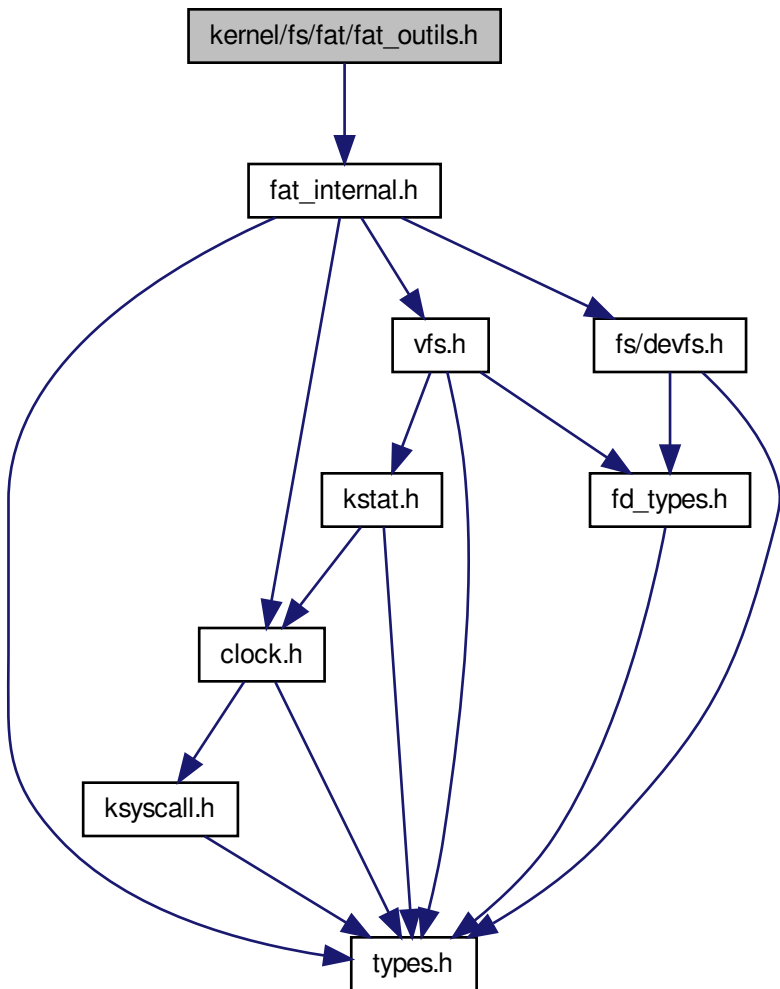 kernel/fs/fat/fat_outils.h
fat_internal.h
vfs.h
fs/devfs.h
kstat.h
fd_types.h
clock.h
ksyscall.h
types.h